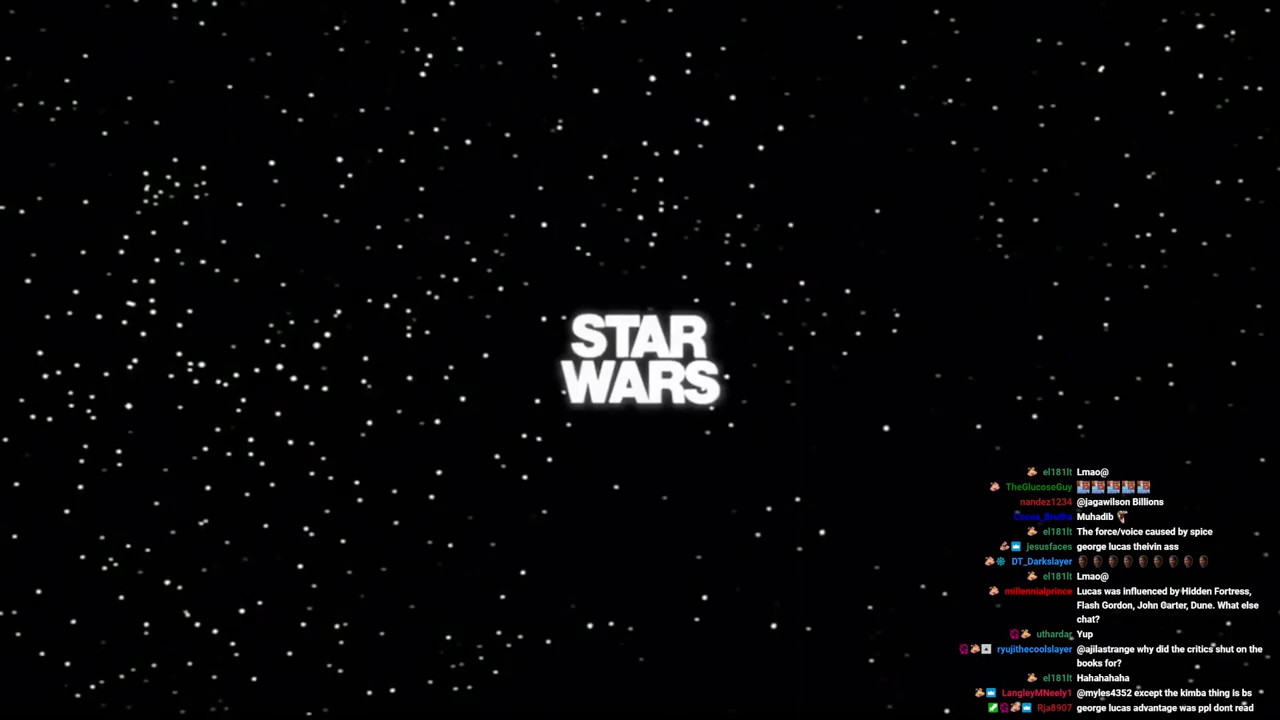 STAR
WARS
el181lt Lmao@
TheGlucoseGuy
nandez1234 @jagawilson Billions
Muhadib
el181lt The force/voice caused by spice
jesusfaces george lucas theivin ass
DT_Darkslayer
el181lt Lmao@
millennialprince Lucas was influenced by Hidden Fortress,
Flash Gordon, John Carter, Dune. What else
chat?
uthardar Yup
ryujithecoolslayer @ajilastrange why did the critics shut on the
books for?
el181lt Hahahahaha
LangleyMNeely1 @myles4352 except the kimba thing is bs
Rja8907 george lucas advantage was ppl dont read